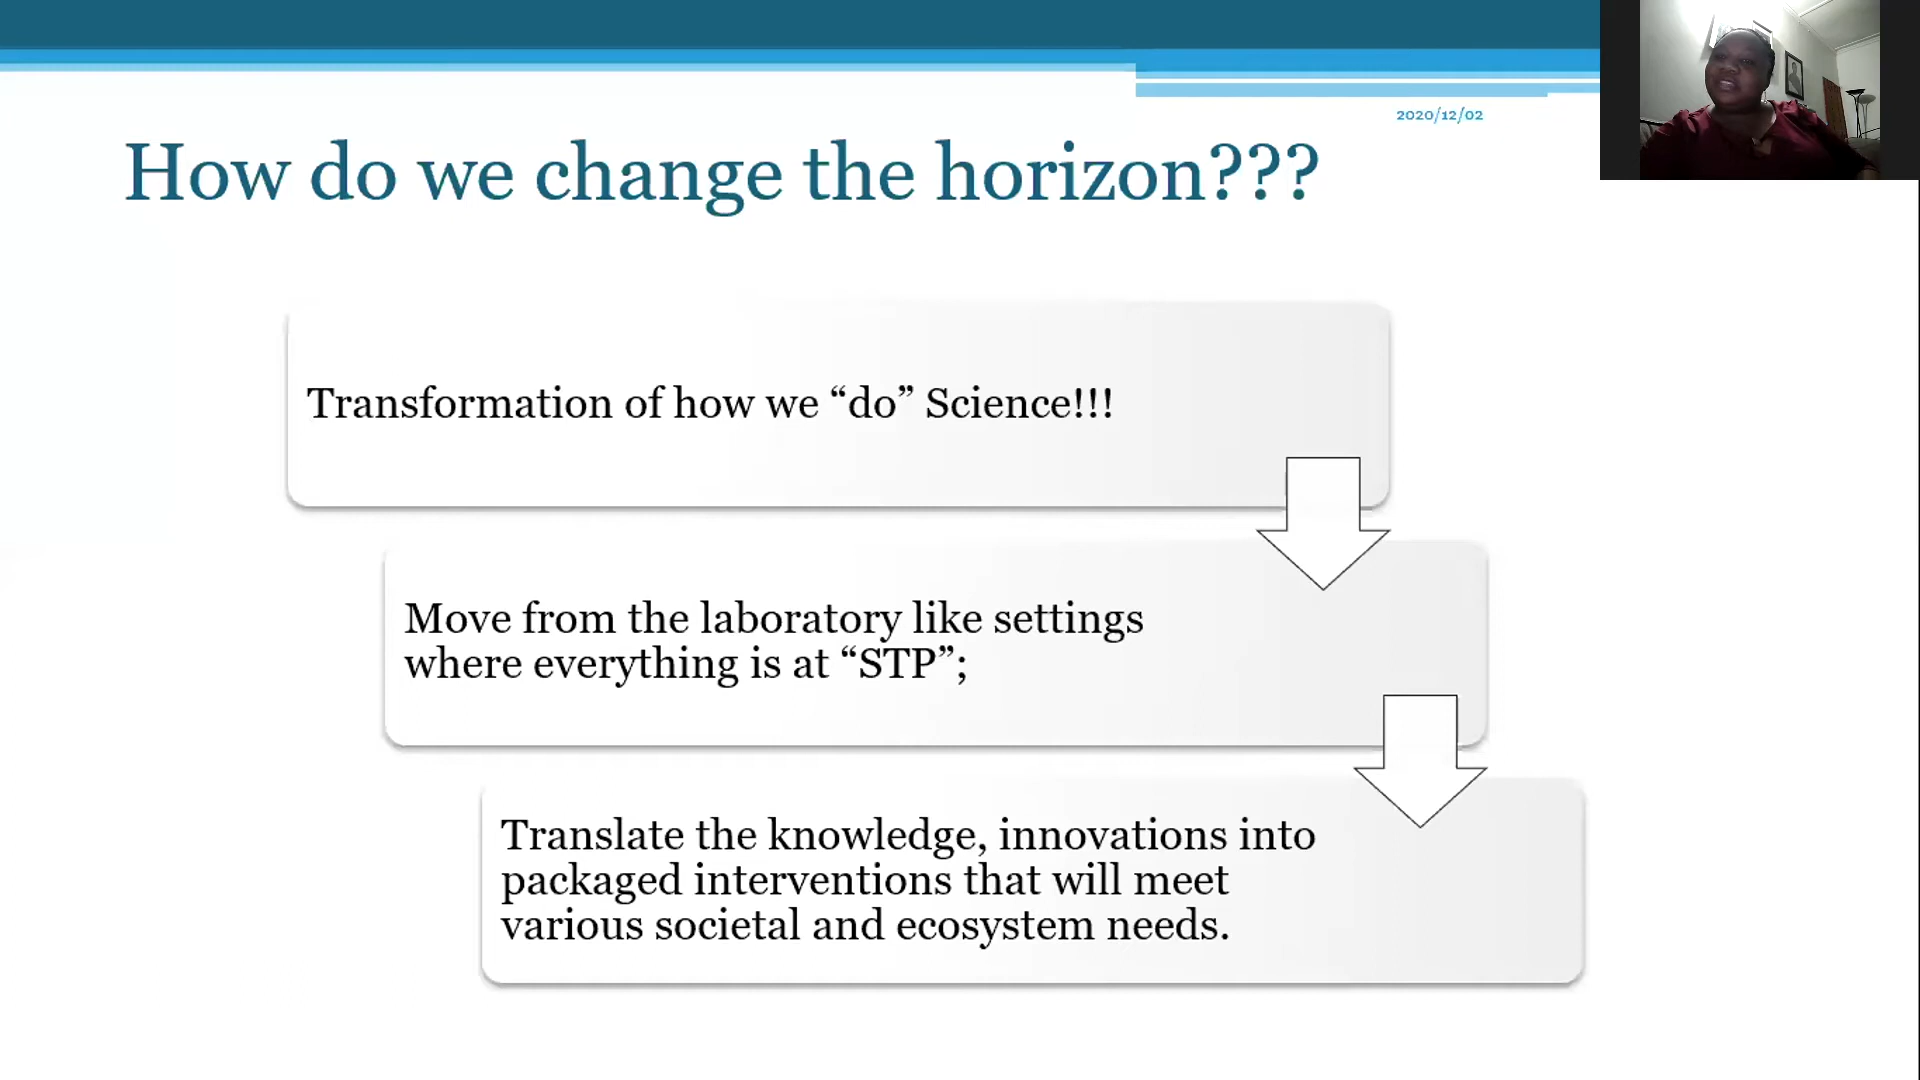 2020/12/02
How do we change the horizon???
Transformation of how we “do” Science!!!
Move from the laboratory like settings
where everything is at “STP”;
Translate the knowledge, innovations into
packaged interventions that will meet
various societal and ecosystem needs.